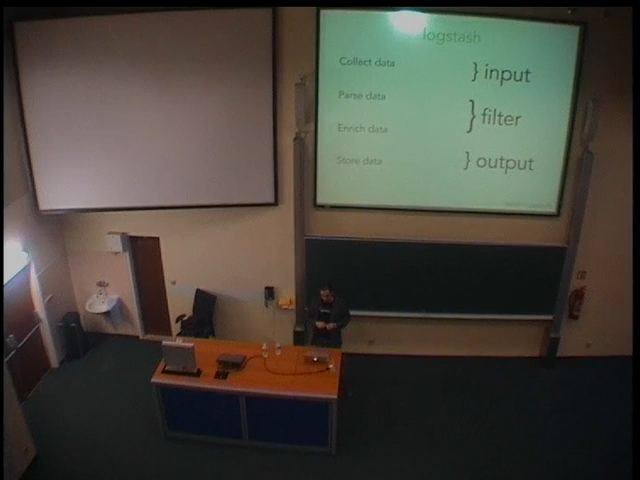 logstash
Collect data
} input
Parse data
} filter
Enrich data
Store data
} output